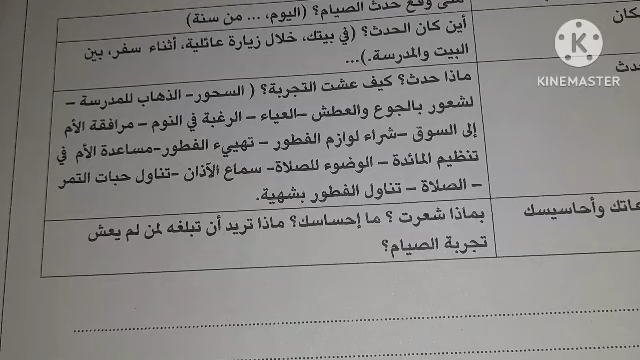 وقع حدث الصيام؟ (اليوم، ... من سنة)
كان
أين كان الحدث؟ (في بيتك، خلال زيارة عائلية، أثناء سفر، بين
البيت والمدرسة.)...
حدث
ماذا حدث؟ كيف عشت التجربة؟ ( السحور- الذهاب للمدرسة –
لشعور بالجوع والعطش –العياء – الرغبة في النوم – مرافقة الأم
إلى السوق –شراء لوازم الفطور – تهييء الفطور-مساعدة الأم في
تنظيم المائدة – الوضوء للصلاة– سماع الآذان –تناول حبات التمر
– الصلاة – تناول الفطور بشهية.
عاتك وأحاسيسك
بماذا شعرت ؟ ما إحساسك؟ ماذا تريد أن تبلغه لمن لم يعش
تجربة الصيام؟
KINEMASTER